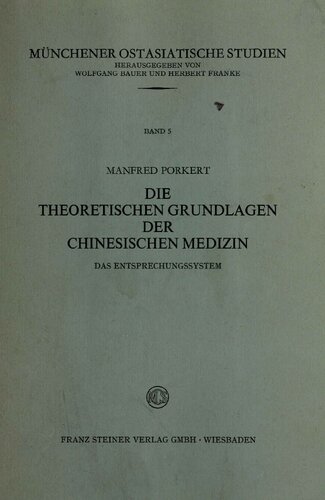 MÜNCHENER OSTASIATISCHE STUDIEN
HERAUSGEGEBEN VON
WOLFGANG BAUER UND HERBERT FRANKE
BAND 5
MANFRED PORKERT
DIE
THEORETISCHEN GRUNDLAGEN
DER
CHINESISCHEN MEDIZIN
DAS ENTSPRECHUNGSSYSTEM
FRANZ STEINER VERLAG GMBH · WIESBADEN